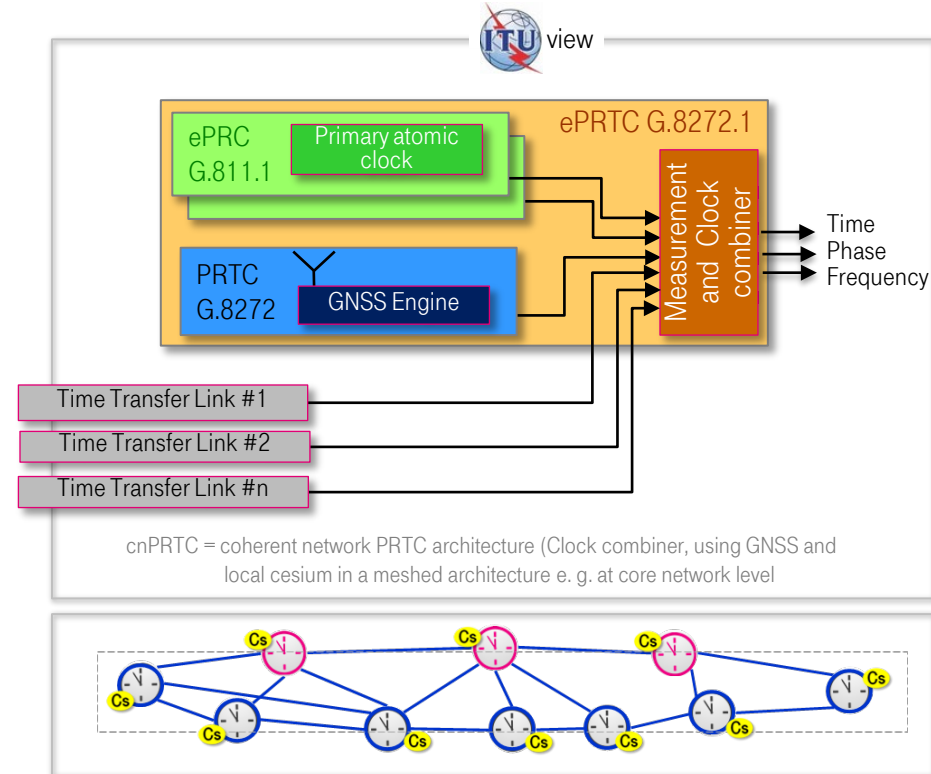 ITU view
ePRTC G.8272.1
ePRC
G.811.1
Primary atomic
clock
PRTC
G.8272
GNSS Engine
Measurement
and Clock
combiner
Time
Phase
Frequency
Time Transfer Link #1
Time Transfer Link #2
Time Transfer Link #n
cnPRTC = coherent network PRTC architecture (Clock combiner, using GNSS and
local cesium in a meshed architecture e. g. at core network level
Cs
Cs
Cs
Cs
Cs
Cs
Cs
Cs
Cs
Cs